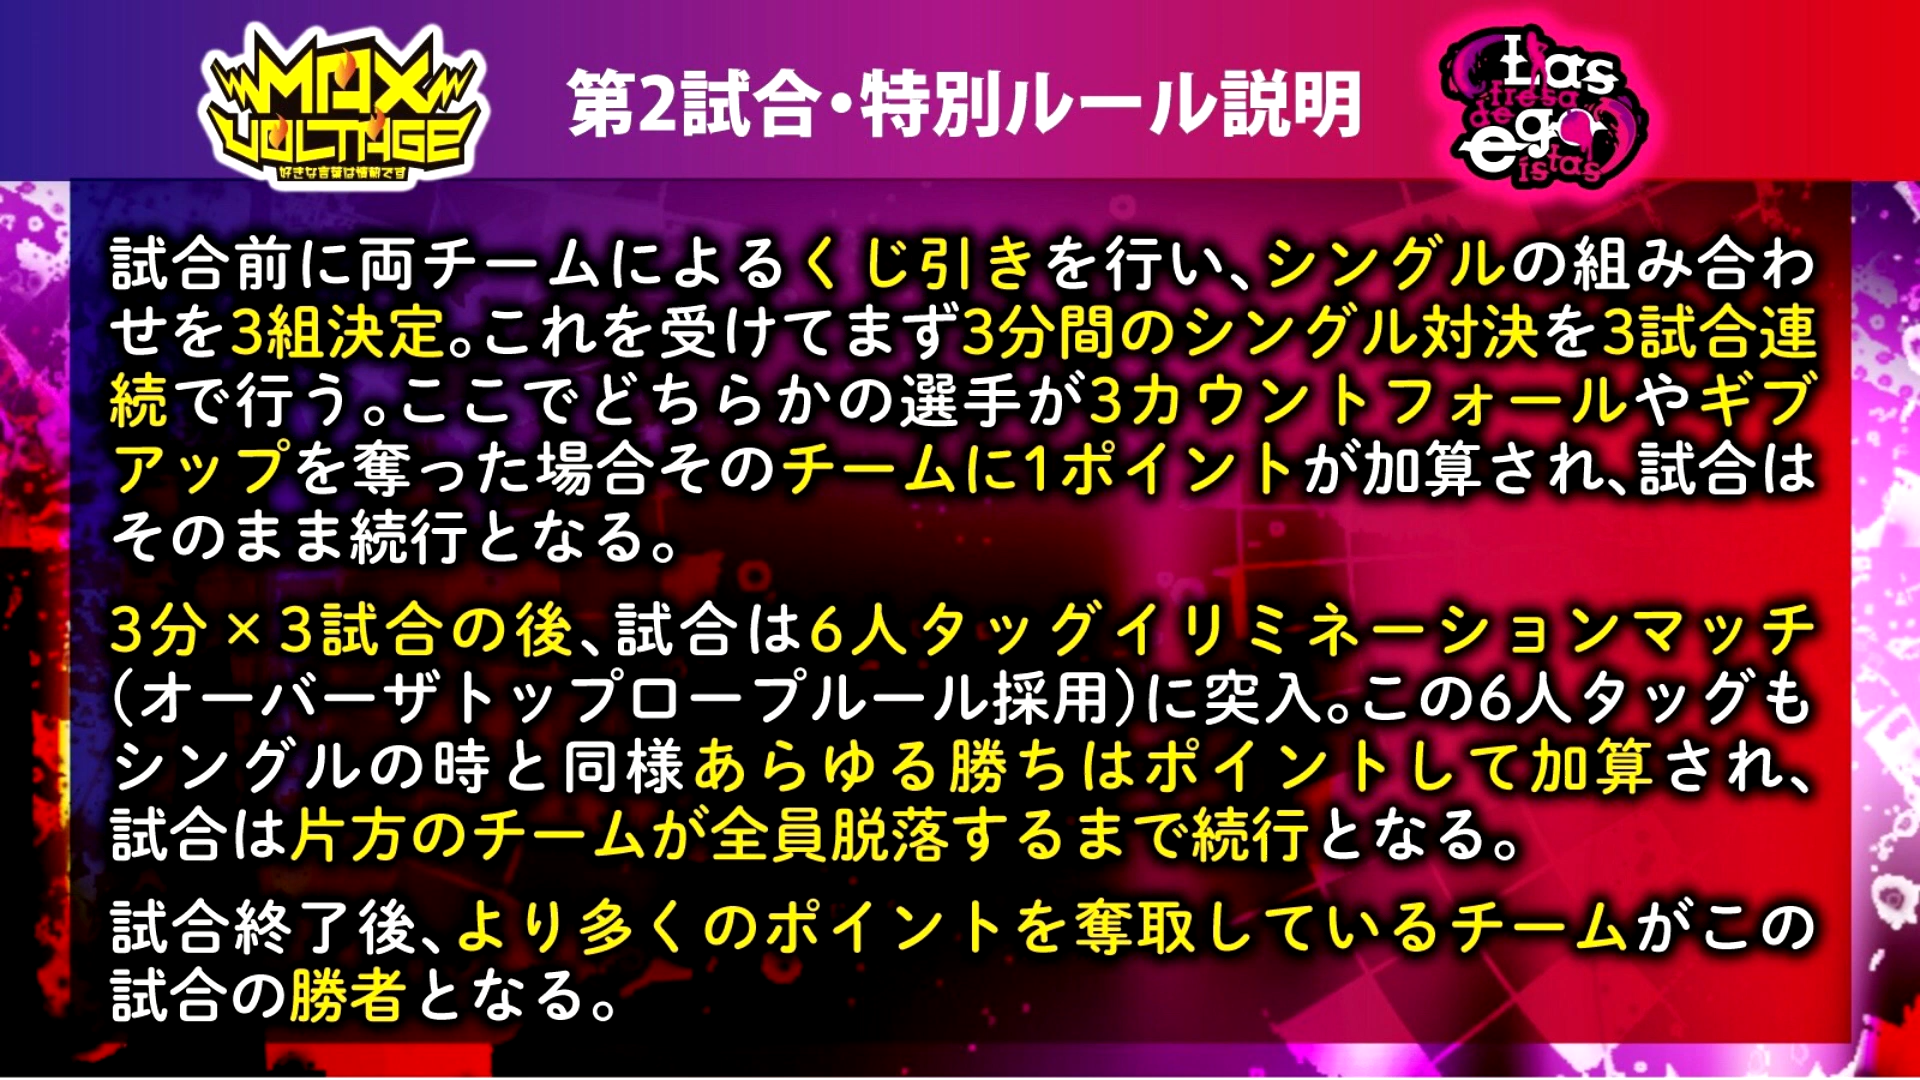 MAX
VOLTAGE
好きな言葉は情動です
第2試合・特別ルール説明
Las
fresa
de
egoistas
試合前に両チームによるくじ引きを行い、シングルの組み合わ
せを3組決定。これを受けてまず3分間のシングル対決を3試合連
続で行う。ここでどちらかの選手が3カウントフォールやギブ
アップを奪った場合そのチームに1ポイントが加算され、試合は
そのまま続行となる。
3分×3試合の後、試合は6人タッグイリミネーションマッチ
(オーバーザトップロープルール採用)に突入。この6人タッグも
シングルの時と同様あらゆる勝ちはポイントして加算され、
試合は片方のチームが全員脱落するまで続行となる。
試合終了後、より多くのポイントを奪取しているチームがこの
試合の勝者となる。